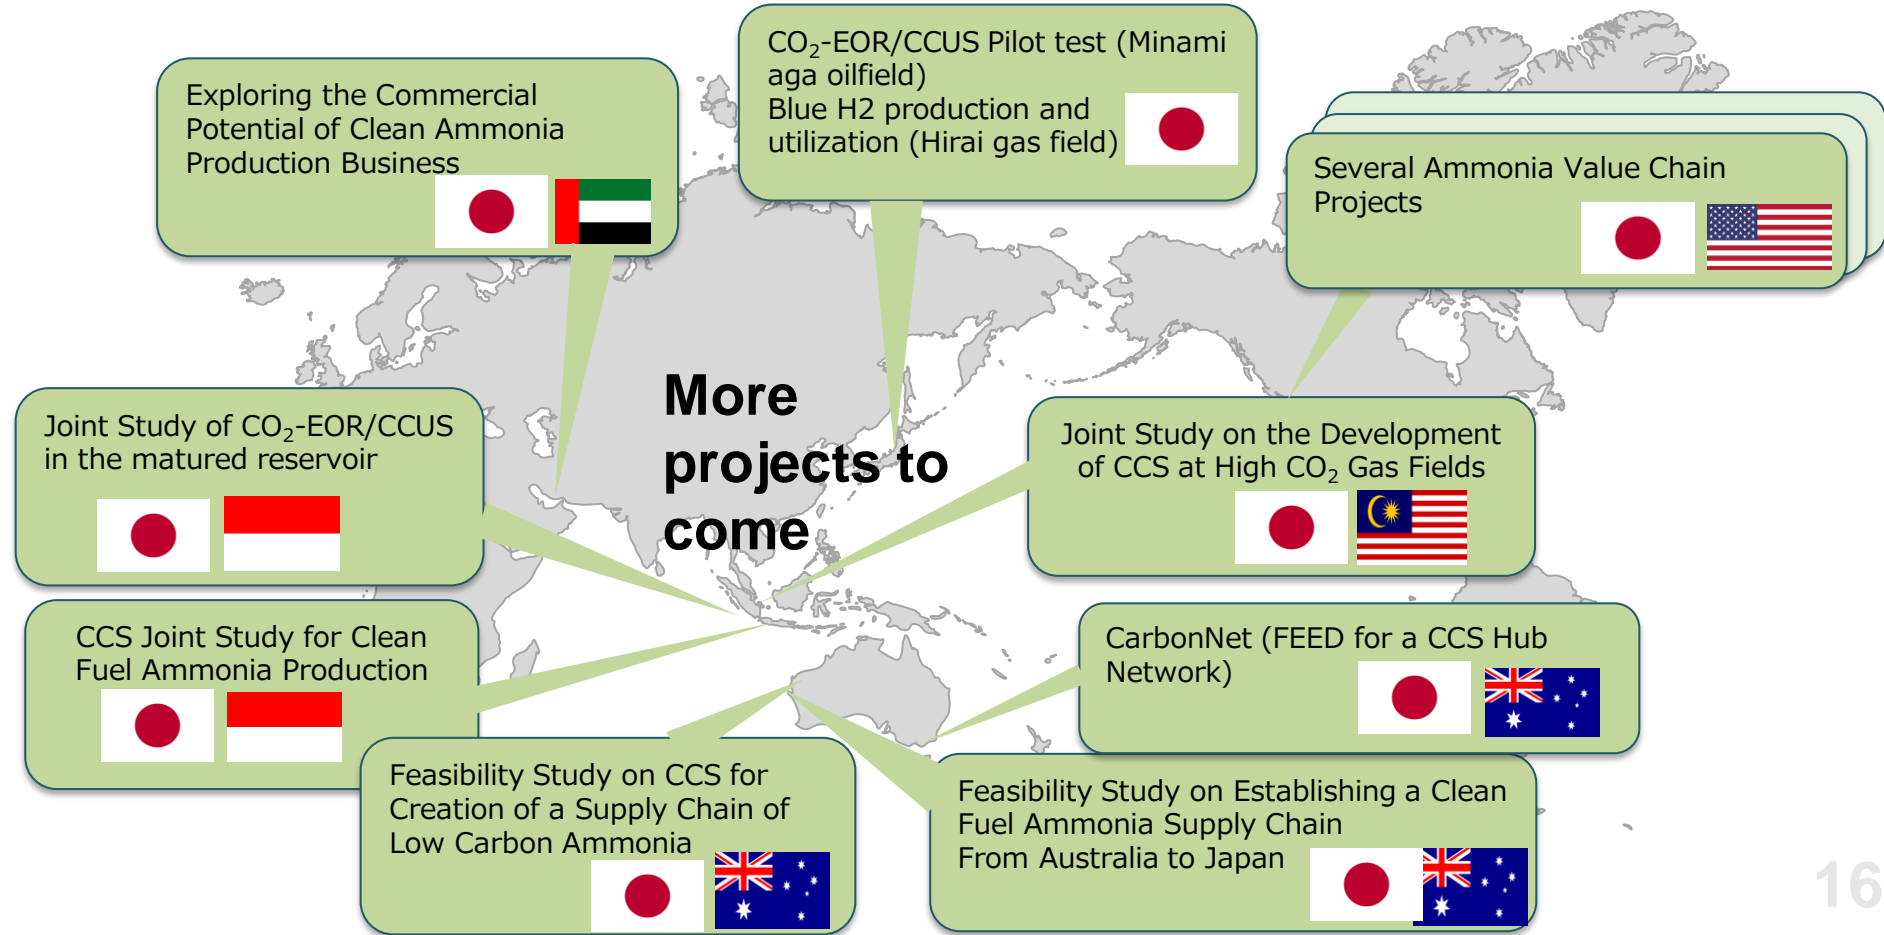 Exploring the Commercial
Potential of Clean Ammonia
Production Business
CO₂-EOR/CCUS Pilot test (Minami
aga oilfield)
Blue H2 production and
utilization (Hirai gas field)
Several Ammonia Value Chain
Projects
More
projects to
come
Joint Study of CO₂-EOR/CCUS
in the matured reservoir
Joint Study on the Development
of CCS at High CO₂ Gas Fields
CCS Joint Study for Clean
Fuel Ammonia Production
CarbonNet (FEED for a CCS Hub
Network)
Feasibility Study on CCS for
Creation of a Supply Chain of
Low Carbon Ammonia
Feasibility Study on Establishing a Clean
Fuel Ammonia Supply Chain
From Australia to Japan
16